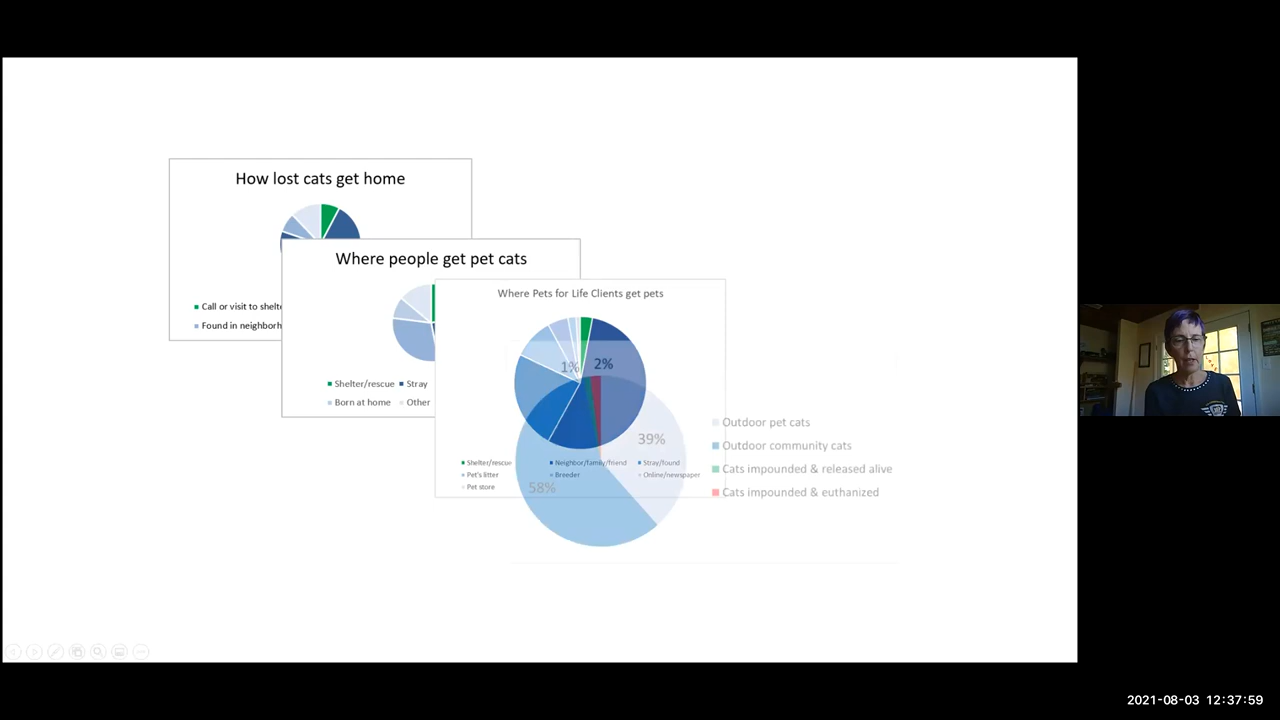 How lost cats get home
Call or visit to shelte
Found in neighborh
Where people get pet cats
Shelter/rescue Stray
Born at home Other
Where Pets for Life Clients get pets
1% 2%
39%
58%
Shelter/rescue Neighbor/family/friend Stray/found
Pet's litter Breeder Online/newspaper
Pet store
Outdoor pet cats
Outdoor community cats
Cats impounded & released alive
Cats impounded & euthanized
2021-08-03 12:37:59